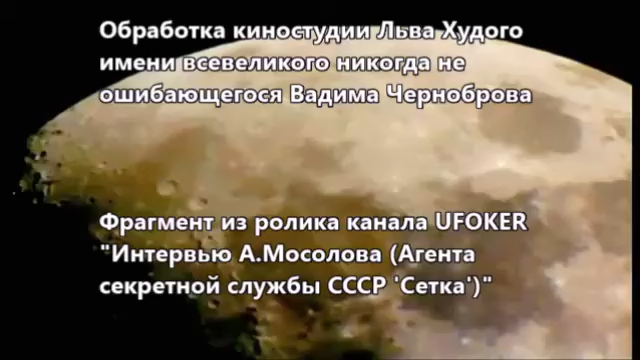 Обработка киностудии Льва Худого
имени всевеликого никогда не
ошибающегося Вадима Черноброва
Фрагмент из ролика канала UFOKER
"Интервью А.Мосолова (Агента
секретной службы СССР 'Сетка')"